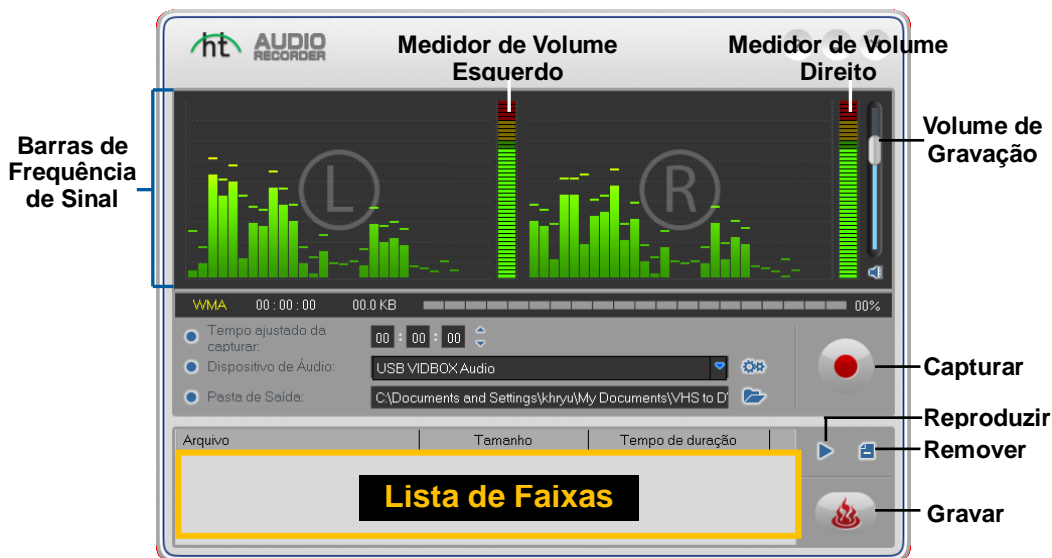 ht AUDIO
RECORDER
Medidor de Volume
Esquerdo
Medidor de Volume
Direito
Barras de
Frequência
de Sinal
L
R
Volume de
Gravação
WMA 00 : 00 : 00 00.0 KB 00%
Tempo ajustado da
capturar:
00 : 00 : 00
Dispositivo de Áudio:
USB VIDBOX Audio
Pasta de Saída:
C:\Documents and Settings\khryu\My Documents\VHS to D
Capturar
Reproduzir
Remover
Arquivo Tamanho Tempo de duração
Lista de Faixas
Gravar